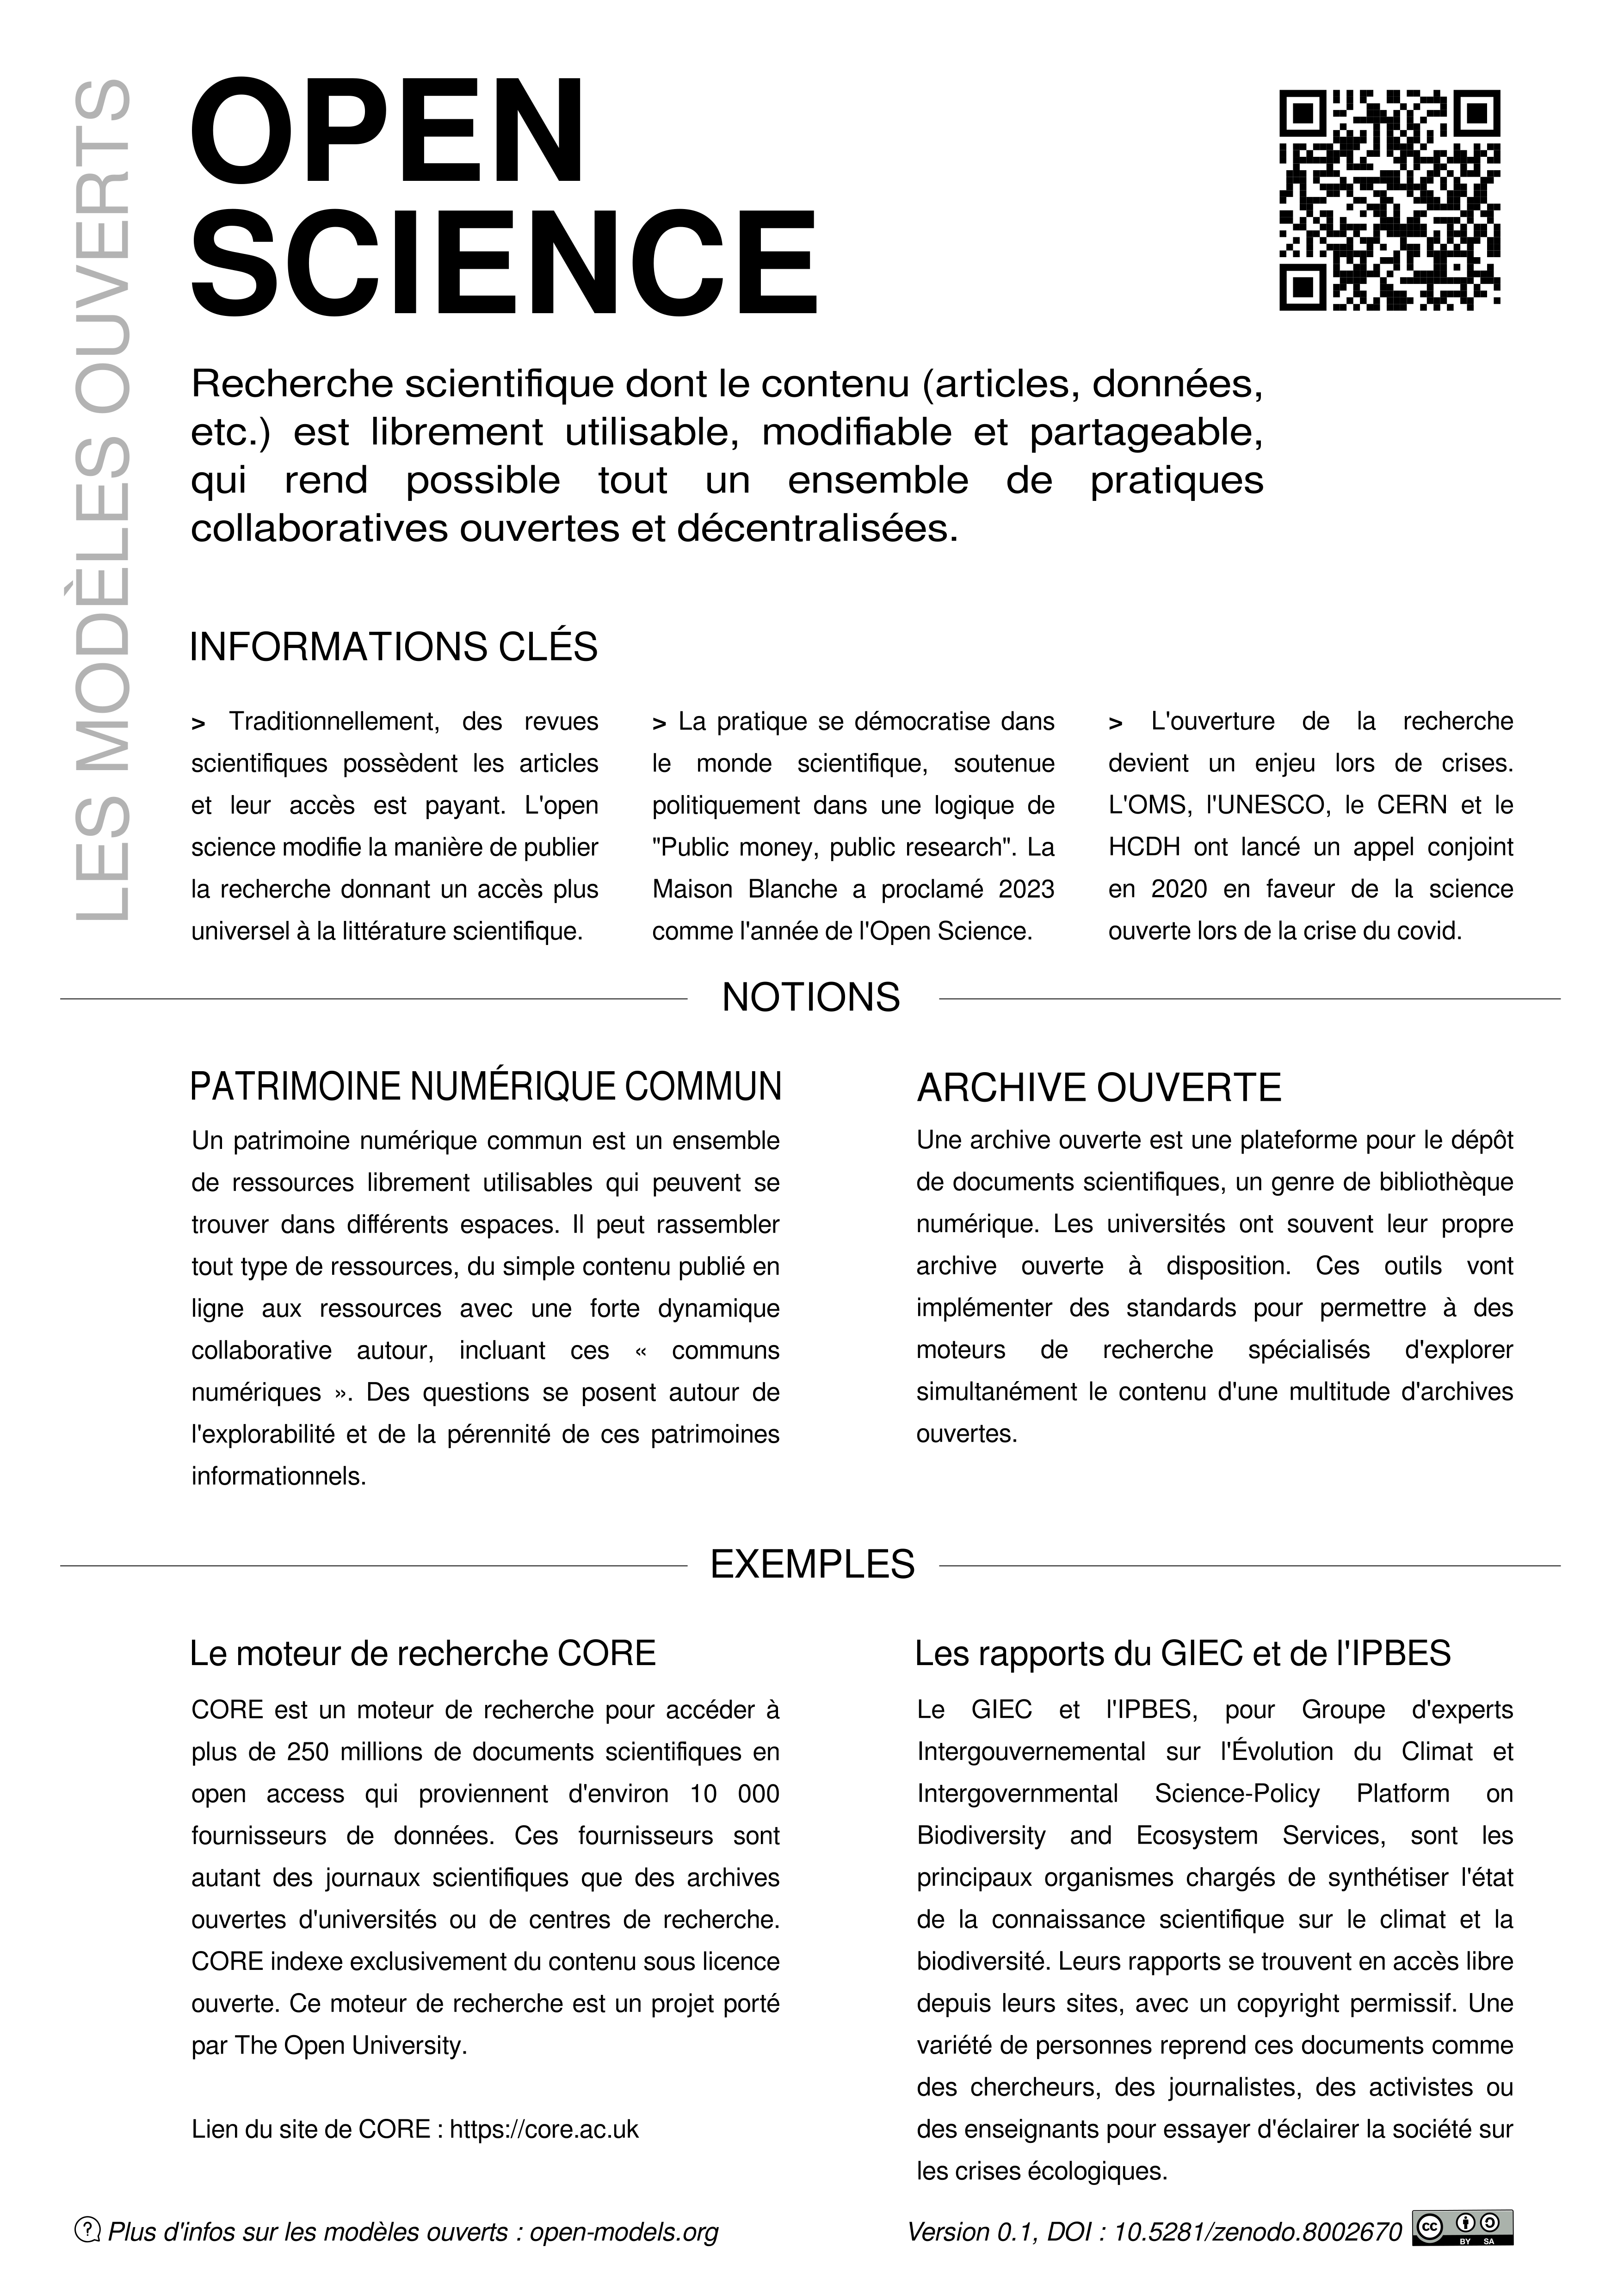 LES MODÈLES OUVERTS
OPEN
SCIENCE
Recherche scientifique dont le contenu (articles, données,
etc.) est librement utilisable, modifiable et partageable,
qui rend possible tout un ensemble de pratiques
collaboratives ouvertes et décentralisées.
INFORMATIONS CLÉS
> Traditionnellement, des revues
scientifiques possèdent les articles
et leur accès est payant. L'open
science modifie la manière de publier
la recherche donnant un accès plus
universel à la littérature scientifique.
> La pratique se démocratise dans
le monde scientifique, soutenue
politiquement dans une logique de
"Public money, public research". La
Maison Blanche a proclamé 2023
comme l'année de l'Open Science.
> L'ouverture de la recherche
devient un enjeu lors de crises.
L'OMS, l'UNESCO, le CERN et le
HCDH ont lancé un appel conjoint
en 2020 en faveur de la science
ouverte lors de la crise du covid.
NOTIONS
PATRIMOINE NUMÉRIQUE COMMUN
Un patrimoine numérique commun est un ensemble
de ressources librement utilisables qui peuvent se
trouver dans différents espaces. Il peut rassembler
tout type de ressources, du simple contenu publié en
ligne aux ressources avec une forte dynamique
collaborative autour, incluant ces « communs
numériques ». Des questions se posent autour de
l'explorabilité et de la pérennité de ces patrimoines
informationnels.
ARCHIVE OUVERTE
Une archive ouverte est une plateforme pour le dépôt
de documents scientifiques, un genre de bibliothèque
numérique. Les universités ont souvent leur propre
archive ouverte à disposition. Ces outils vont
implémenter des standards pour permettre à des
moteurs de recherche spécialisés d'explorer
simultanément le contenu d'une multitude d'archives
ouvertes.
EXEMPLES
Le moteur de recherche CORE
CORE est un moteur de recherche pour accéder à
plus de 250 millions de documents scientifiques en
open access qui proviennent d'environ 10 000
fournisseurs de données. Ces fournisseurs sont
autant des journaux scientifiques que des archives
ouvertes d'universités ou de centres de recherche.
CORE indexe exclusivement du contenu sous licence
ouverte. Ce moteur de recherche est un projet porté
par The Open University.
Lien du site de CORE : https://core.ac.uk
Les rapports du GIEC et de l'IPBES
Le GIEC et l'IPBES, pour Groupe d'experts
Intergouvernemental sur l'Évolution du Climat et
Intergovernmental Science-Policy Platform on
Biodiversity and Ecosystem Services, sont les
principaux organismes chargés de synthétiser l'état
de la connaissance scientifique sur le climat et la
biodiversité. Leurs rapports se trouvent en accès libre
depuis leurs sites, avec un copyright permissif. Une
variété de personnes reprend ces documents comme
des chercheurs, des journalistes, des activistes ou
des enseignants pour essayer d'éclairer la société sur
les crises écologiques.
? Plus d'infos sur les modèles ouverts : open-models.org
Version 0.1, DOI : 10.5281/zenodo.8002670
cc BY SA